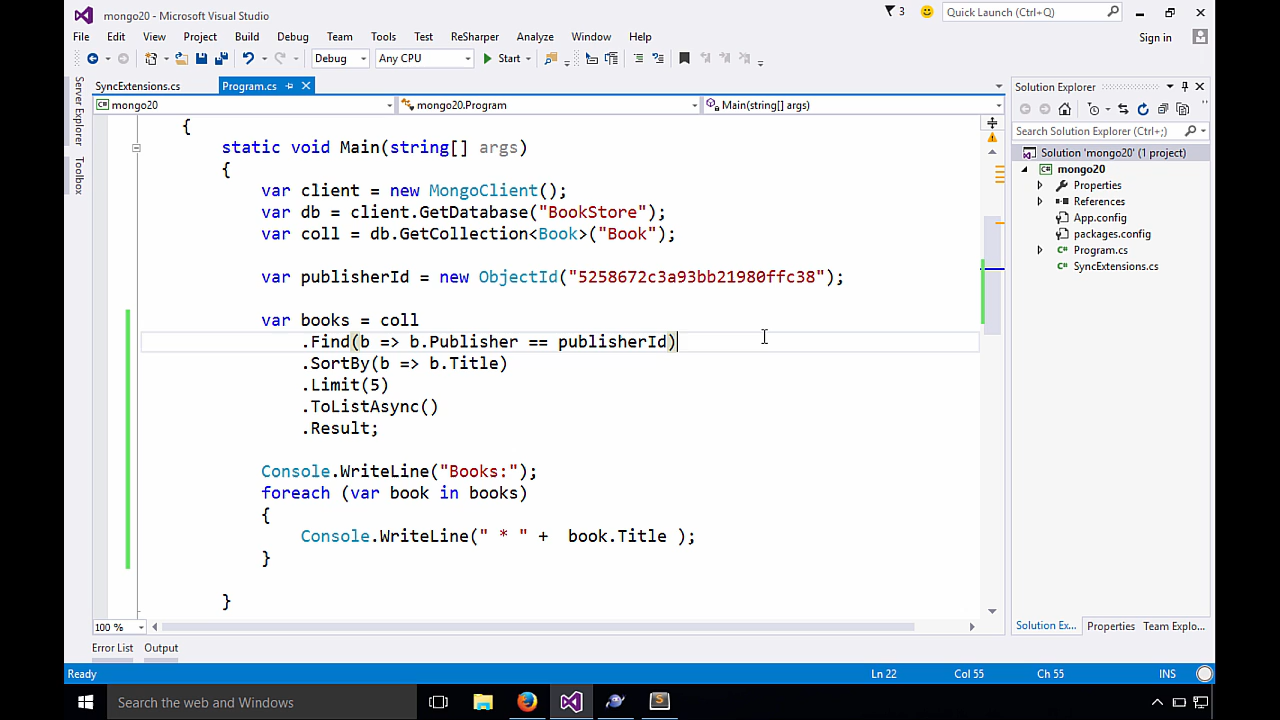 mongo20 - Microsoft Visual Studio
3
Quick Launch (Ctrl+Q)
File Edit View Project Build Debug Team Tools Test ReSharper Analyze Window Help
Sign in
Debug Any CPU Start
Server Explorer
Toolbox
SyncExtensions.cs Program.cs
mongo20 mongo20.Program Main(string[] args)
{
static void Main(string[] args)
{
var client = new MongoClient();
var db = client.GetDatabase("BookStore");
var coll = db.GetCollection<Book>("Book");
var publisherId = new ObjectId("5258672c3a93bb21980ffc38");
var books = coll
.Find(b => b.Publisher == publisherId)
.SortBy(b => b.Title)
.Limit(5)
.ToListAsync()
.Result;
Console.WriteLine("Books:");
foreach (var book in books)
{
Console.WriteLine(" * " +  book.Title );
}
}
100 %
Solution Explorer
Search Solution Explorer (Ctrl+;)
Solution 'mongo20' (1 project)
mongo20
Properties
References
App.config
packages.config
Program.cs
SyncExtensions.cs
Solution Ex... Properties Team Explo...
Error List Output
Ready Ln 22 Col 55 Ch 55 INS
Search the web and Windows